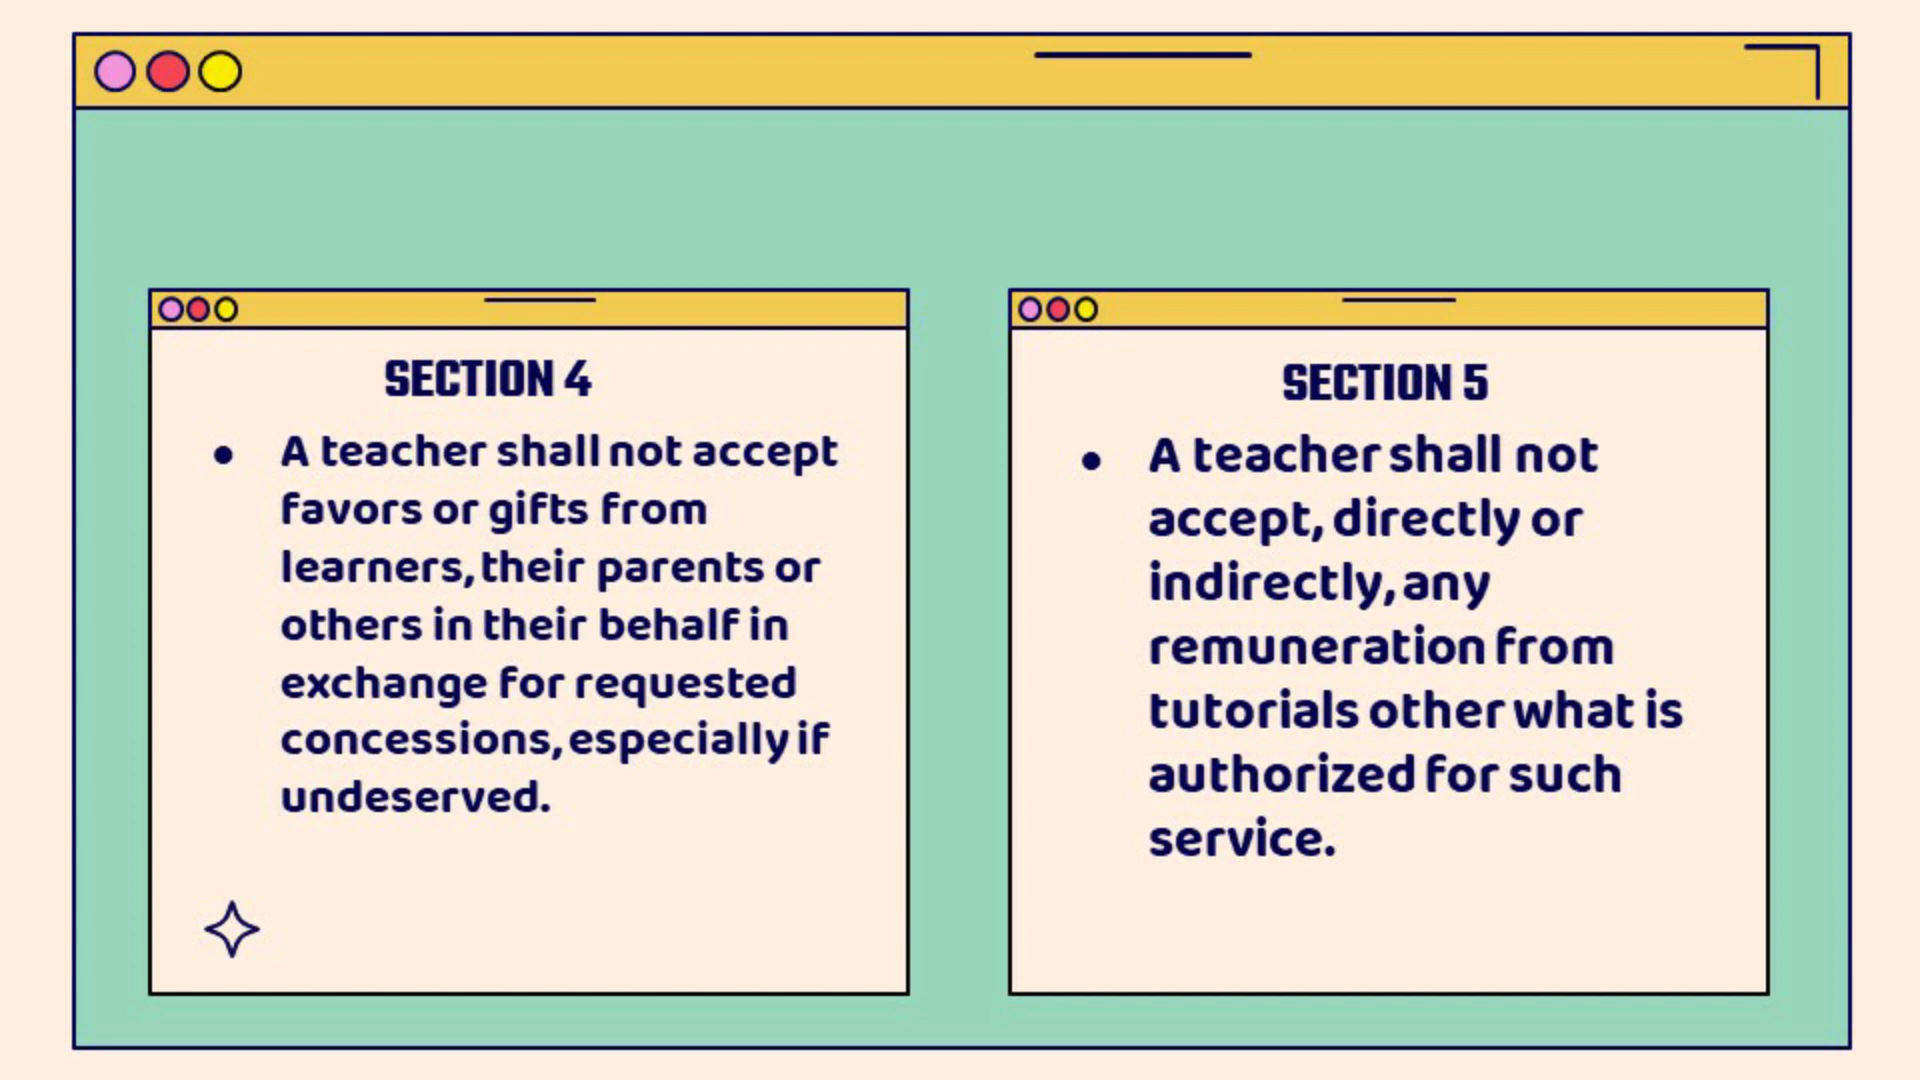 SECTION 4
• A teacher shall not accept
favors or gifts from
learners, their parents or
others in their behalf in
exchange for requested
concessions, especially if
undeserved.
SECTION 5
• A teacher shall not
accept, directly or
indirectly, any
remuneration from
tutorials other what is
authorized for such
service.